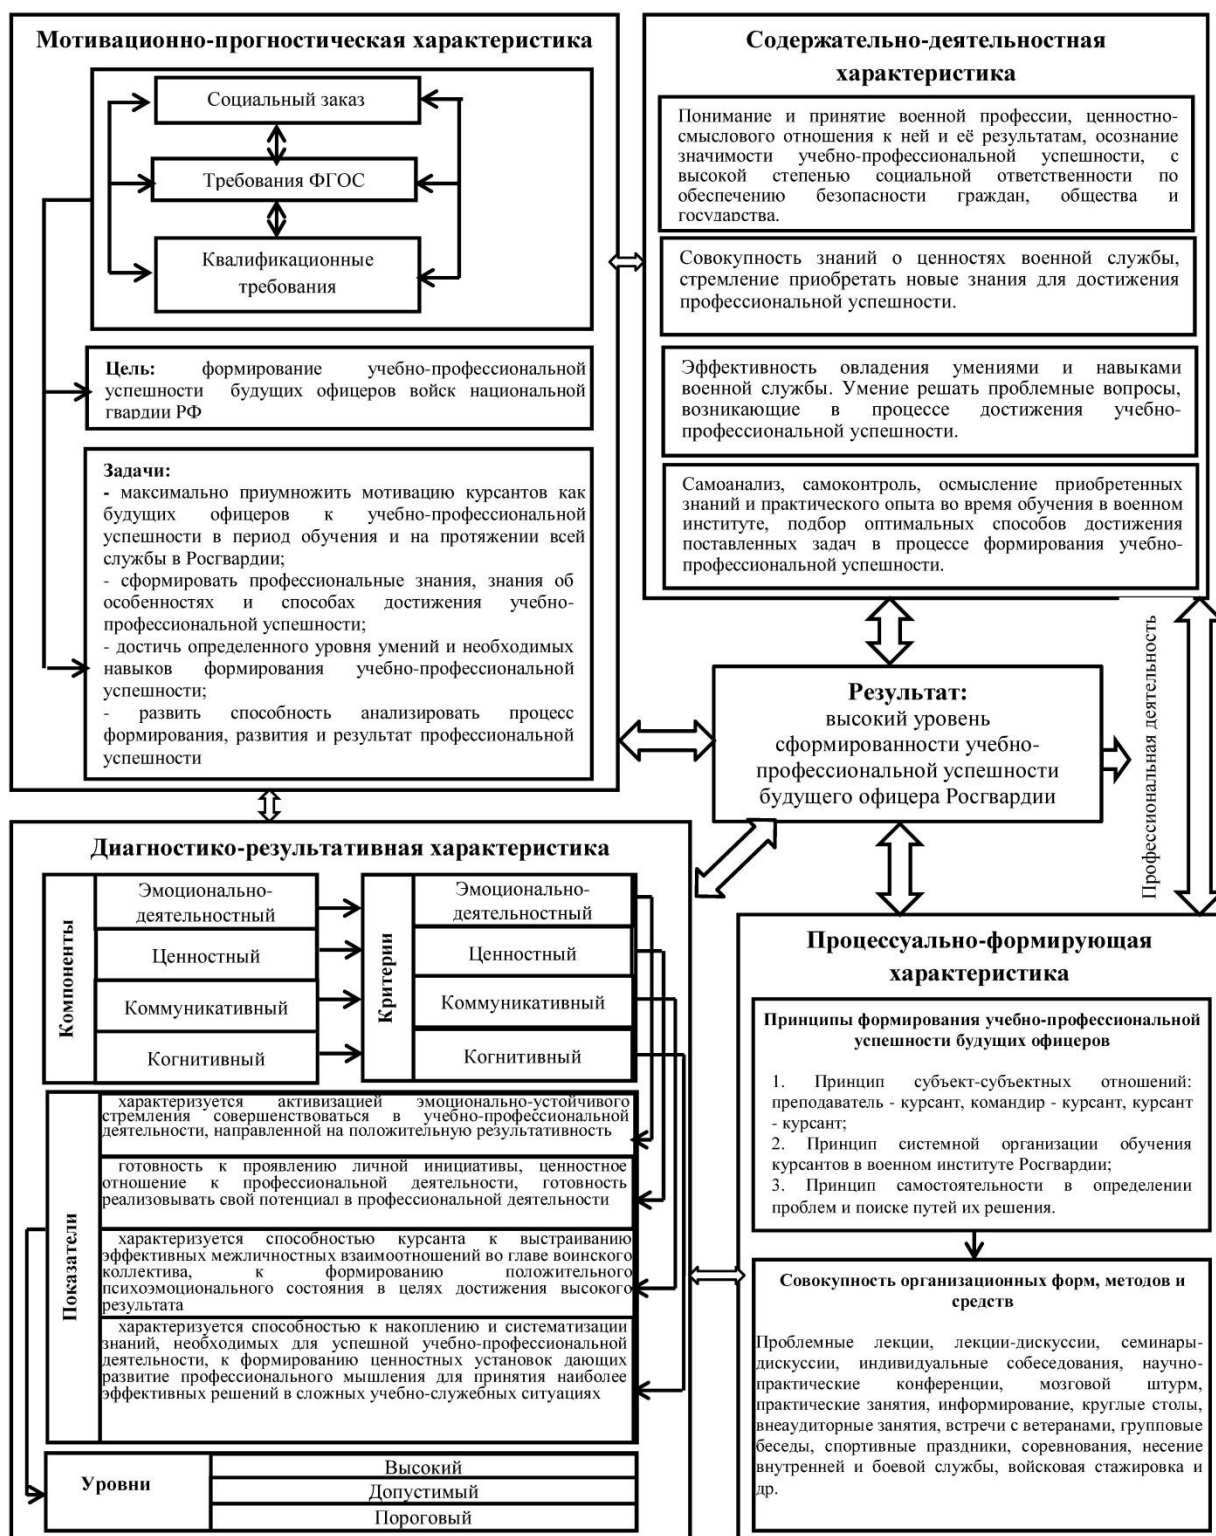 Мотивационно-прогностическая характеристика
Социальный заказ
Требования ФГОС
Квалификационные
требования
Цель: формирование учебно-профессиональной
успешности будущих офицеров войск национальной
гвардии РФ
Задачи:
- максимально приумножить мотивацию курсантов как
будущих офицеров к учебно-профессиональной
успешности в период обучения и на протяжении всей
службы в Росгвардии;
- сформировать профессиональные знания, знания об
особенностях и способах достижения учебно-
профессиональной успешности;
- достичь определенного уровня умений и необходимых
навыков формирования учебно-профессиональной
успешности;
- развить способность анализировать процесс
формирования, развития и результат профессиональной
успешности
Содержательно-деятельностная
характеристика
Понимание и принятие военной профессии, ценностно-
смыслового отношения к ней и её результатам, осознание
значимости учебно-профессиональной успешности, с
высокой степенью социальной ответственности по
обеспечению безопасности граждан, общества и
государства.
Совокупность знаний о ценностях военной службы,
стремление приобретать новые знания для достижения
профессиональной успешности.
Эффективность овладения умениями и навыками
военной службы. Умение решать проблемные вопросы,
возникающие в процессе достижения учебно-
профессиональной успешности.
Самоанализ, самоконтроль, осмысление приобретенных
знаний и практического опыта во время обучения в военном
институте, подбор оптимальных способов достижения
поставленных задач в процессе формирования учебно-
профессиональной успешности.
Результат:
высокий уровень
сформированности учебно-
профессиональной успешности
будущего офицера Росгвардии
Профессиональная деятельность
Диагностико-результативная характеристика
Компоненты
Эмоционально-
деятельностный
Ценностный
Коммуникативный
Когнитивный
Критерии
Эмоционально-
деятельностный
Ценностный
Коммуникативный
Когнитивный
Показатели
характеризуется активизацией эмоционально-устойчивого
стремления совершенствоваться в учебно-профессиональной
деятельности, направленной на положительную результативность
готовность к проявлению личной инициативы, ценностное
отношение к профессиональной деятельности, готовность
реализовывать свой потенциал в профессиональной деятельности
характеризуется способностью курсанта к выстраиванию
эффективных межличностных взаимоотношений во главе воинского
коллектива, к формированию положительного
психоэмоционального состояния в целях достижения высокого
результата
характеризуется способностью к накоплению и систематизации
знаний, необходимых для успешной учебно-профессиональной
деятельности, к формированию ценностных установок дающих
развитие профессионального мышления для принятия наиболее
эффективных решений в сложных учебно-служебных ситуациях
Уровни
Высокий
Допустимый
Пороговый
Процессуально-формирующая
характеристика
Принципы формирования учебно-профессиональной
успешности будущих офицеров
1. Принцип субъект-субъектных отношений:
преподаватель - курсант, командир - курсант, курсант
- курсант;
2. Принцип системной организации обучения
курсантов в военном институте Росгвардии;
3. Принцип самостоятельности в определении
проблем и поиске путей их решения.
Совокупность организационных форм, методов и
средств
Проблемные лекции, лекции-дискуссии, семинары-
дискуссии, индивидуальные собеседования, научно-
практические конференции, мозговой штурм,
практические занятия, информирование, круглые столы,
внеаудиторные занятия, встречи с ветеранами, групповые
беседы, спортивные праздники, соревнования, несение
внутренней и боевой службы, войсковая стажировка и
др.